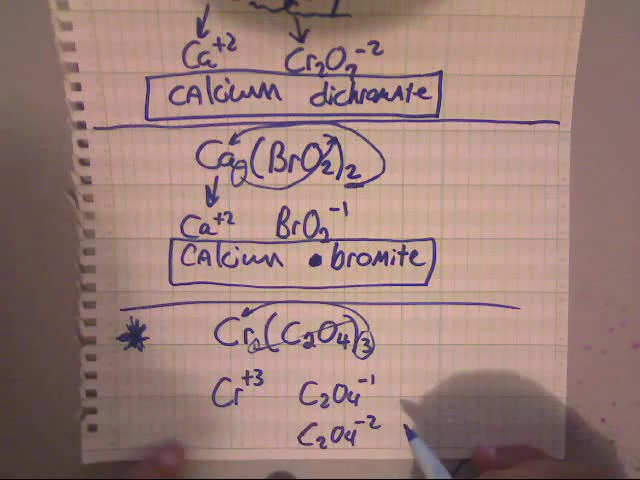 Ca+2 Cr2O7-2
CAlcium dichromate
Ca(BrO2)2
Ca+2 BrO2-1
CAlcium bromite
Cr2(C2O4)3
Cr+3 C2O4-1
C2O4-2